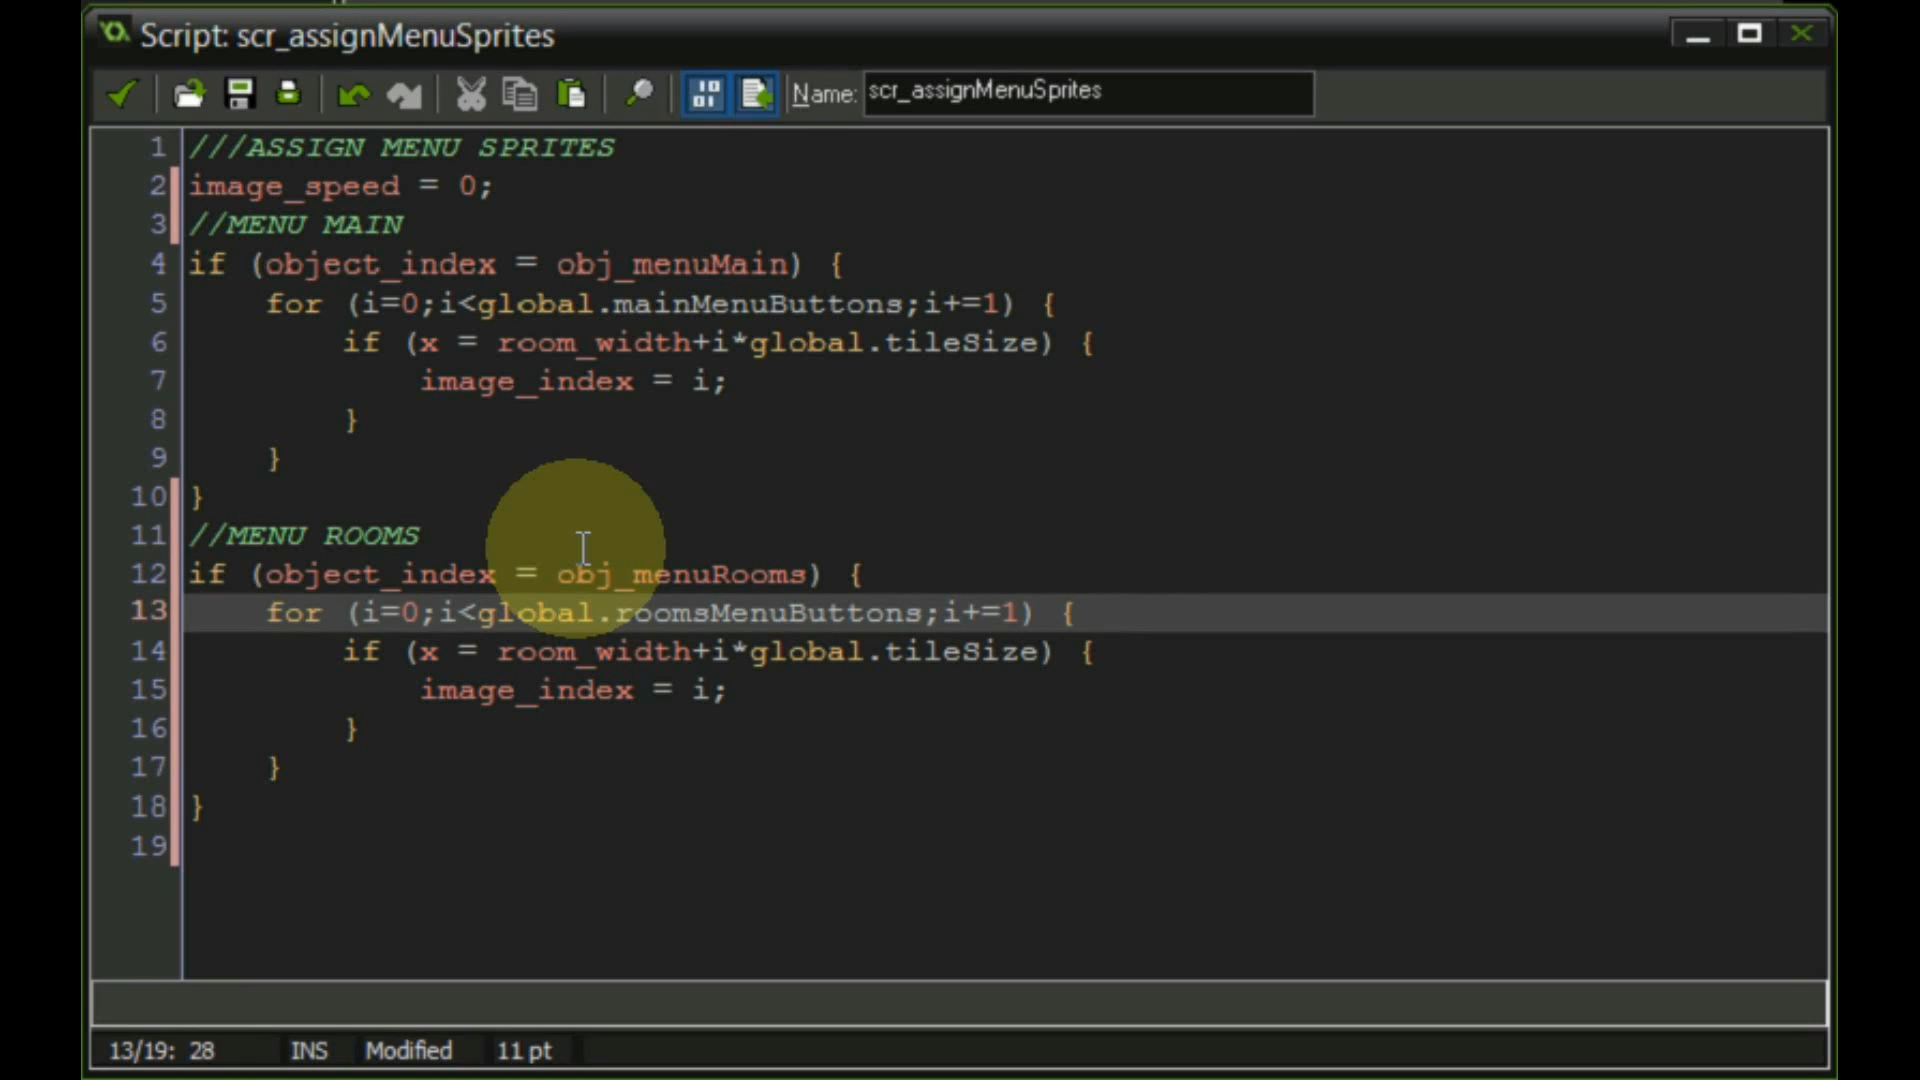 Script: scr_assignMenuSprites
Name: scr_assignMenuSprites
1 ///ASSIGN MENU SPRITES
2 image_speed = 0;
3 //MENU MAIN
4 if (object_index = obj_menuMain) {
5 for (i=0;i<global.mainMenuButtons;i+=1) {
6 if (x = room_width+i*global.tileSize) {
7 image_index = i;
8 }
9 }
10 }
11 //MENU ROOMS
12 if (object_index = obj_menuRooms) {
13 for (i=0;i<global.roomsMenuButtons;i+=1) {
14 if (x = room_width+i*global.tileSize) {
15 image_index = i;
16 }
17 }
18 }
19
13/19: 28 INS Modified 11 pt